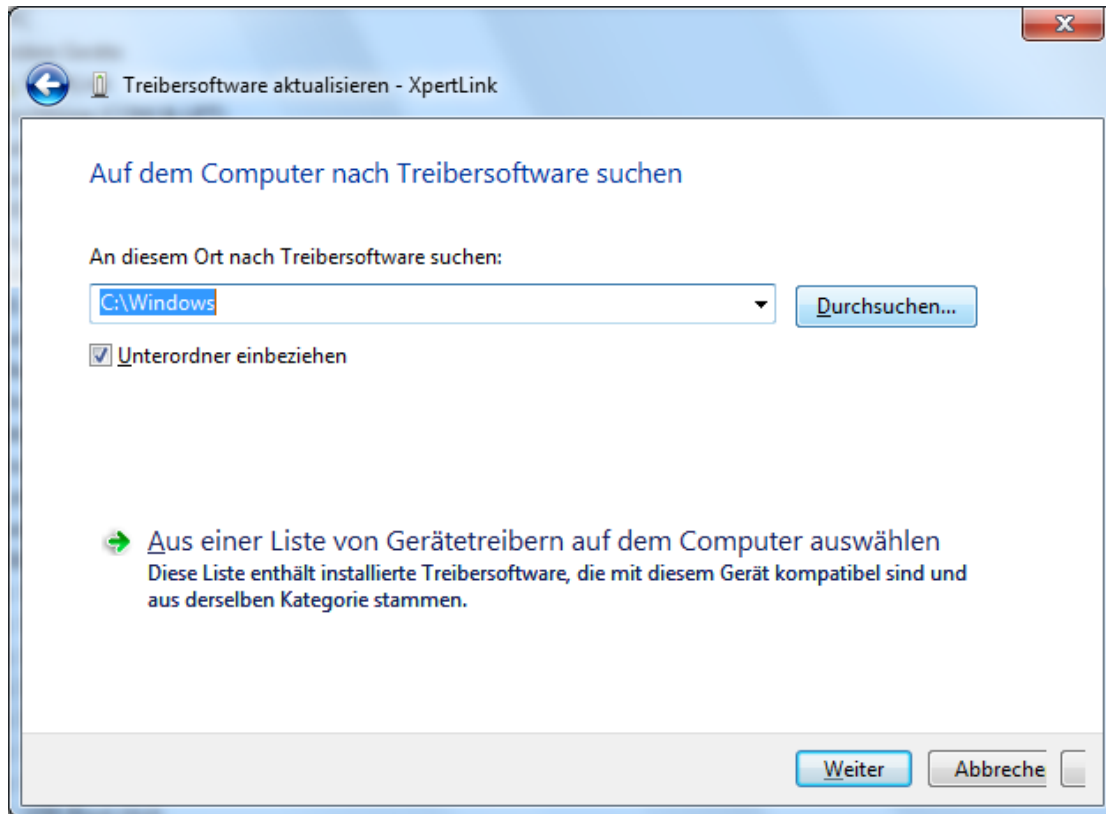 Treibersoftware aktualisieren - XpertLink
Auf dem Computer nach Treibersoftware suchen
An diesem Ort nach Treibersoftware suchen:
C:\Windows
Durchsuchen...
Unterordner einbeziehen
Aus einer Liste von Gerätetreibern auf dem Computer auswählen
Diese Liste enthält installierte Treibersoftware, die mit diesem Gerät kompatibel sind und
aus derselben Kategorie stammen.
Weiter
Abbreche